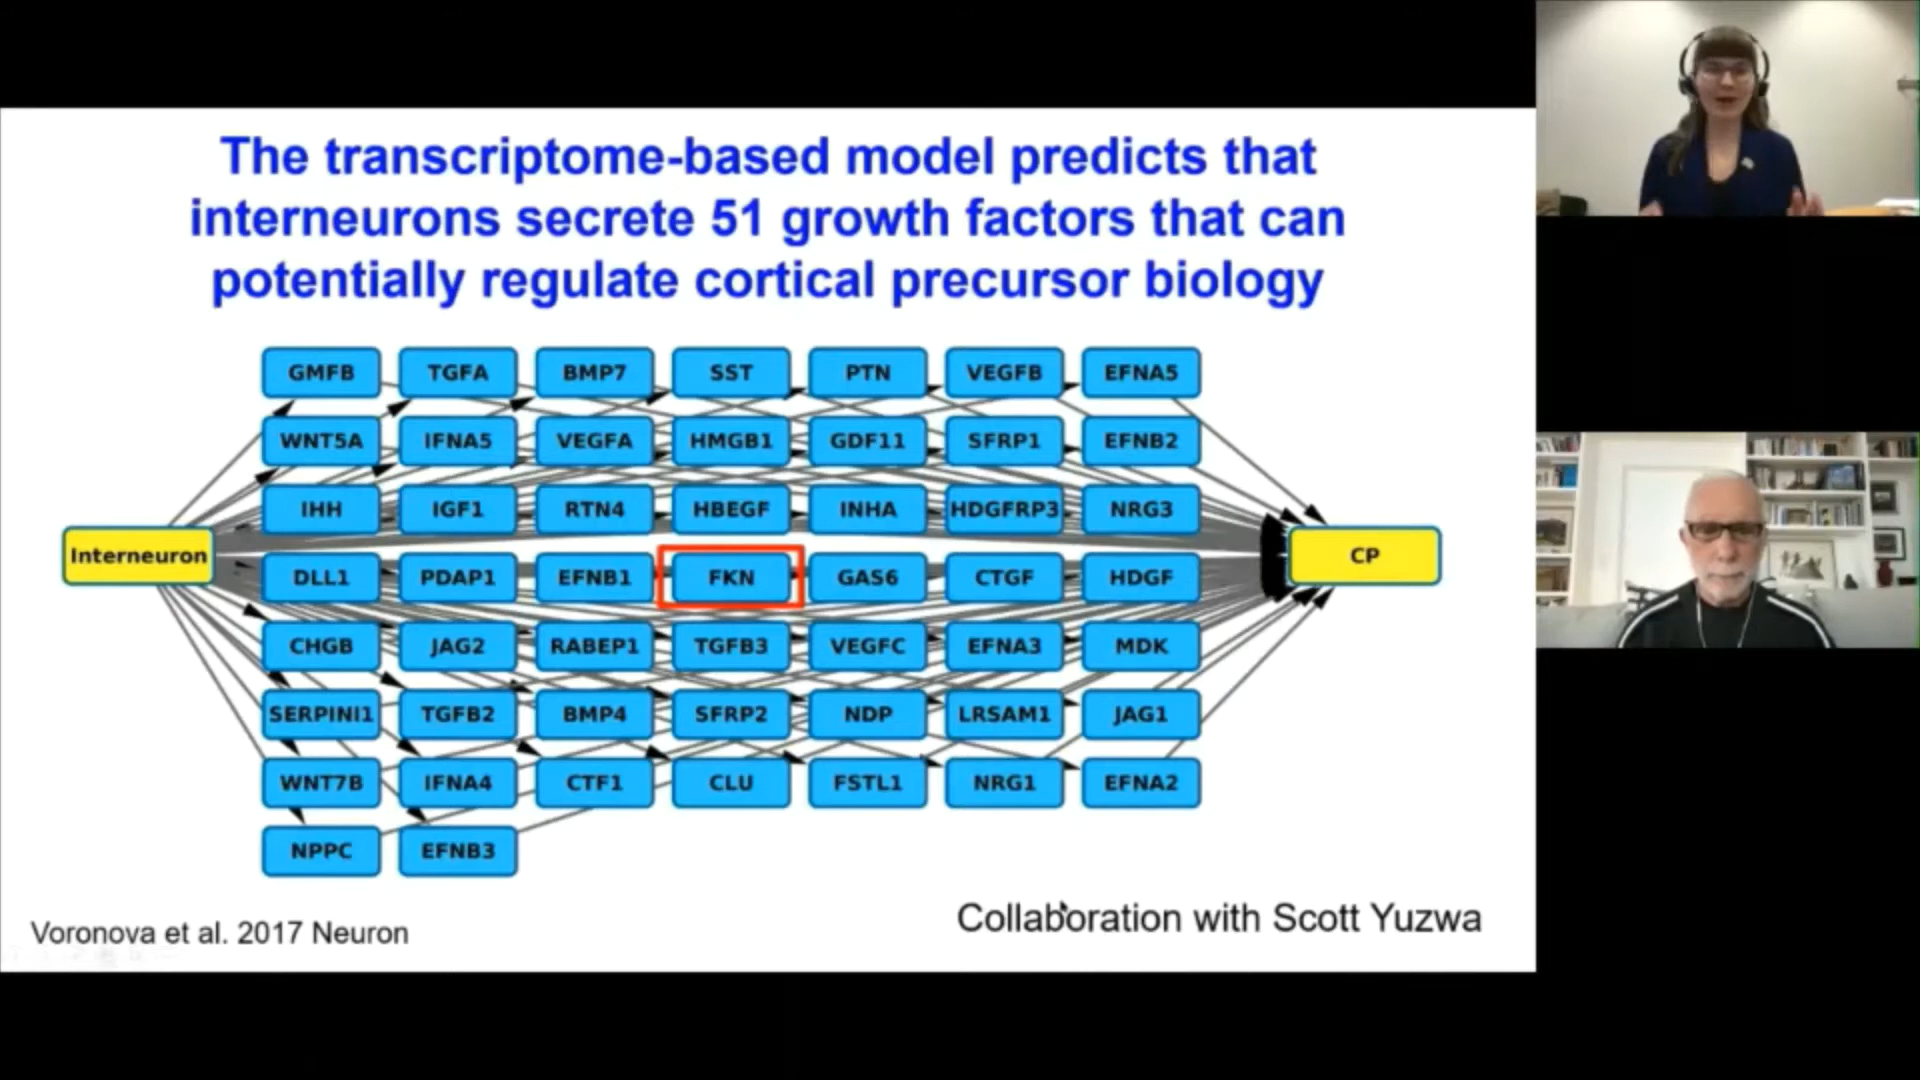 The transcriptome-based model predicts that
interneurons secrete 51 growth factors that can
potentially regulate cortical precursor biology
GMFB TGFA BMP7 SST PTN VEGFB EFNA5
WNT5A IFNA5 VEGFA HMGB1 GDF11 SFRP1 EFNB2
IHH IGF1 RTN4 HBEGF INHA HDGFRP3 NRG3
Interneuron CP
DLL1 PDAP1 EFNB1 FKN GAS6 CTGF HDGF
CHGB JAG2 RABEP1 TGFB3 VEGFC EFNA3 MDK
SERPINI1 TGFB2 BMP4 SFRP2 NDP LRSAM1 JAG1
WNT7B IFNA4 CTF1 CLU FSTL1 NRG1 EFNA2
NPPC EFNB3
Collaboration with Scott Yuzwa
Voronova et al. 2017 Neuron